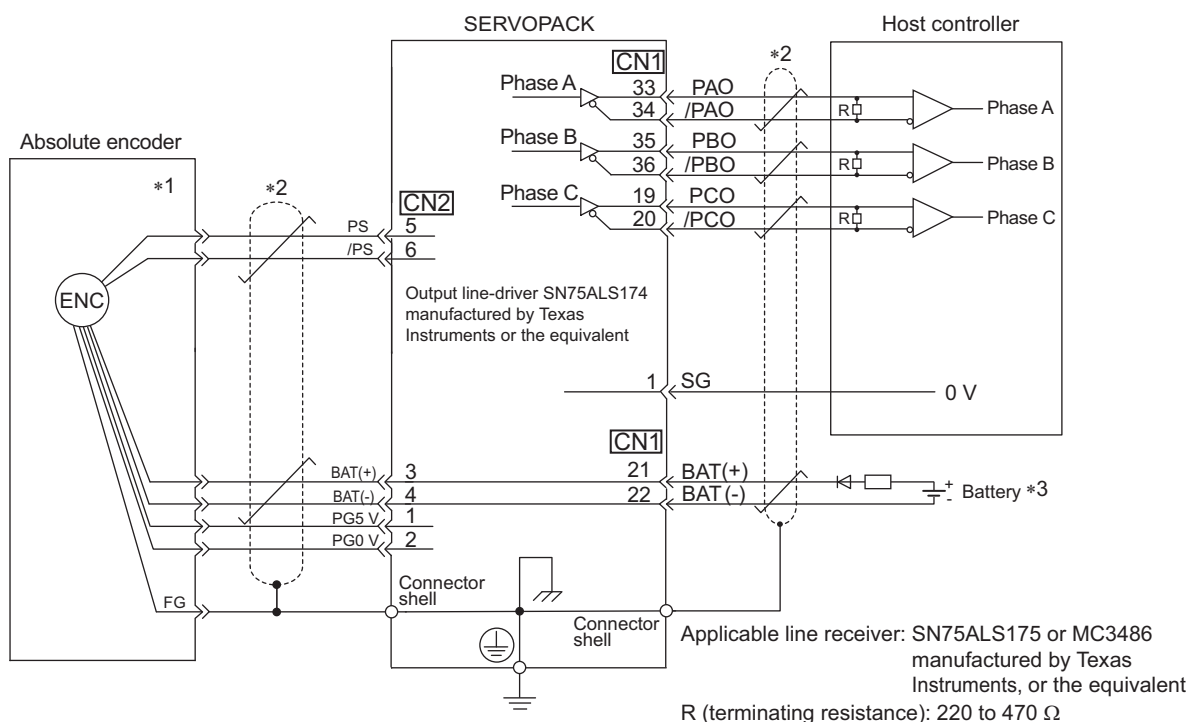 SERVOPACK
Host controller
CN1
*2
Phase A
33
PAO
34
/PAO
R
Phase A
Phase B
35
PBO
36
/PBO
R
Phase B
Phase C
19
PCO
20
/PCO
R
Phase C
Absolute encoder
*1
*2
CN2
PS
5
/PS
6
ENC
Output line-driver SN75ALS174
manufactured by Texas
Instruments or the equivalent
1
SG
0 V
CN1
BAT(+)
3
21
BAT(+)
BAT(-)
4
22
BAT(-)
+
-
Battery *3
PG5 V
1
PG0 V
2
Connector
shell
FG
Connector
shell
Applicable line receiver: SN75ALS175 or MC3486
manufactured by Texas
Instruments, or the equivalent
R (terminating resistance): 220 to 470 Ω